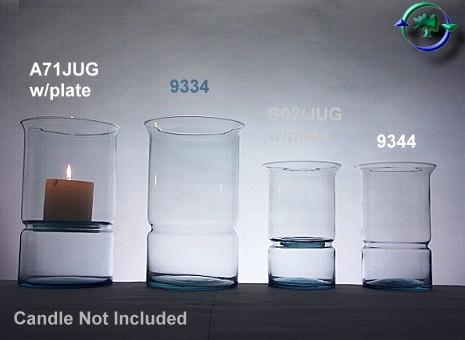 A71JUG
w/plate
9334
B02/JUG
w/plate
9344
Candle Not Included